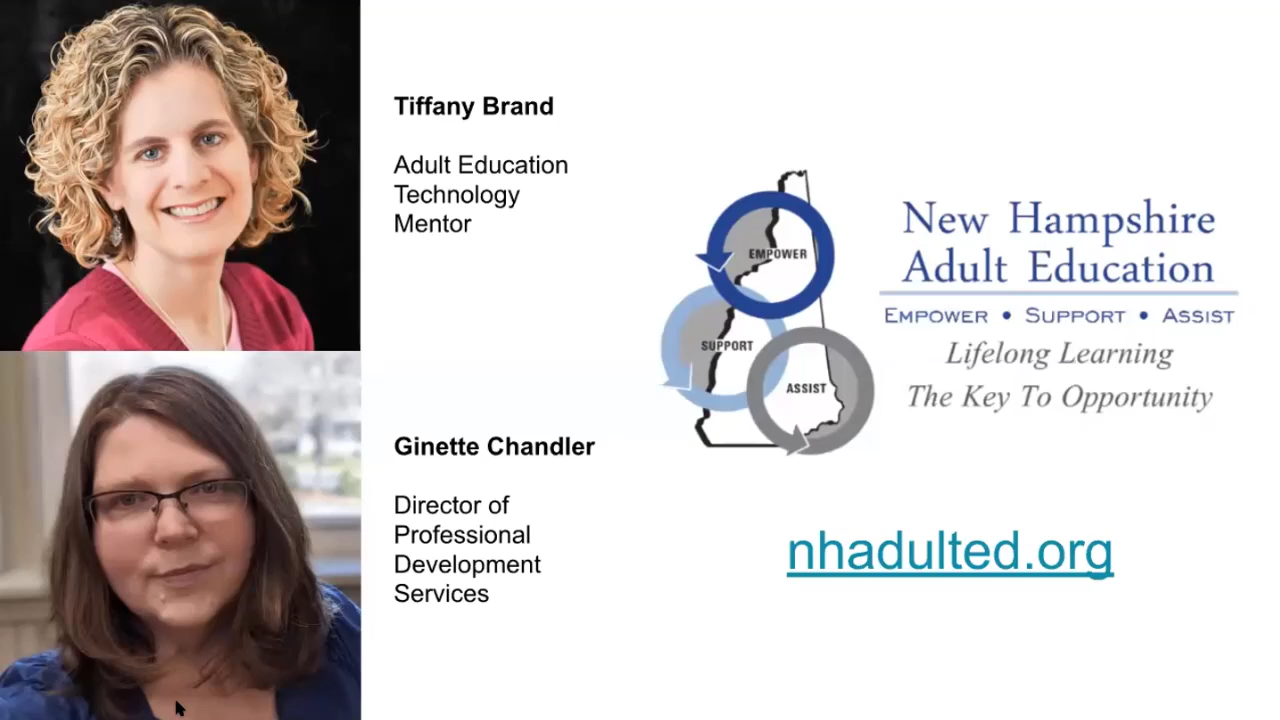 Tiffany Brand
Adult Education
Technology
Mentor
Ginette Chandler
Director of
Professional
Development
Services
EMPOWER
SUPPORT
ASSIST
New Hampshire
Adult Education
EMPOWER • SUPPORT • ASSIST
Lifelong Learning
The Key To Opportunity
nhadulted.org